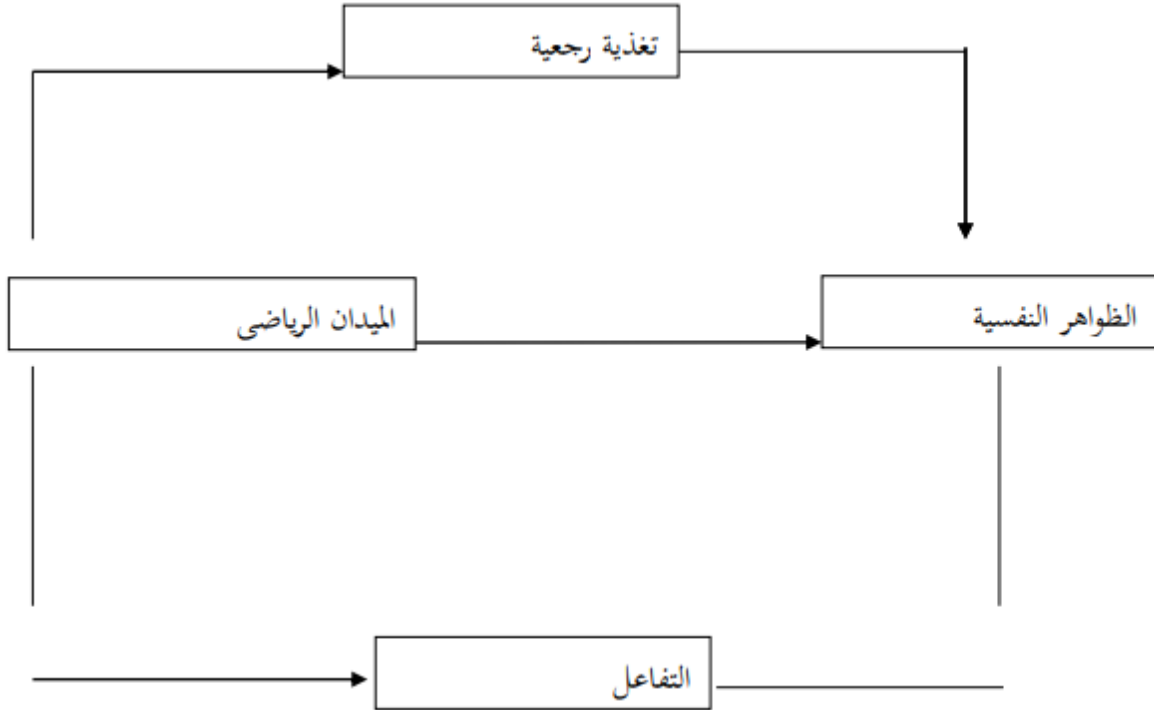 تغذية رجعية
الظواهر النفسية
الميدان الرياضى
التفاعل